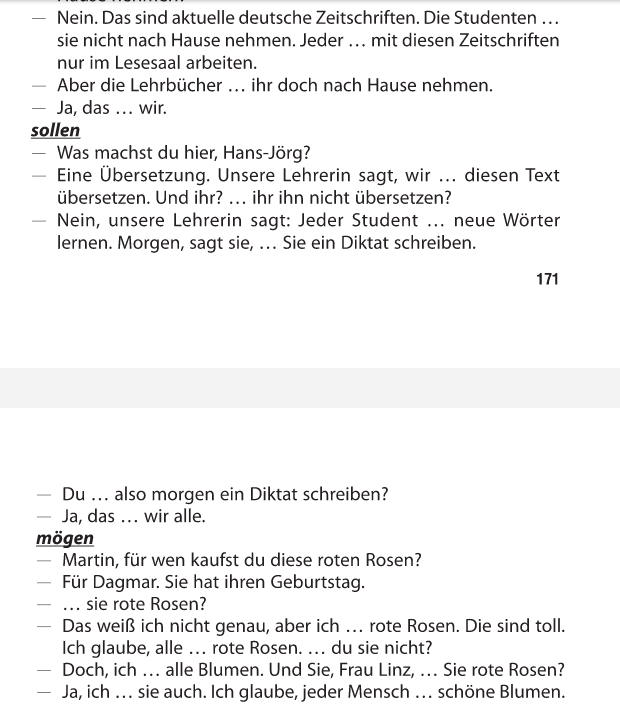 — Nein. Das sind aktuelle deutsche Zeitschriften. Die Studenten …
sie nicht nach Hause nehmen. Jeder … mit diesen Zeitschriften
nur im Lesesaal arbeiten.
— Aber die Lehrbücher … ihr doch nach Hause nehmen.
— Ja, das … wir.
sollen
— Was machst du hier, Hans-Jörg?
— Eine Übersetzung. Unsere Lehrerin sagt, wir … diesen Text
übersetzen. Und ihr? … ihr ihn nicht übersetzen?
— Nein, unsere Lehrerin sagt: Jeder Student … neue Wörter
lernen. Morgen, sagt sie, … Sie ein Diktat schreiben.
171
— Du … also morgen ein Diktat schreiben?
— Ja, das … wir alle.
mögen
— Martin, für wen kaufst du diese roten Rosen?
— Für Dagmar. Sie hat ihren Geburtstag.
— … sie rote Rosen?
— Das weiß ich nicht genau, aber ich … rote Rosen. Die sind toll.
Ich glaube, alle … rote Rosen. … du sie nicht?
— Doch, ich … alle Blumen. Und Sie, Frau Linz, … Sie rote Rosen?
— Ja, ich … sie auch. Ich glaube, jeder Mensch … schöne Blumen.